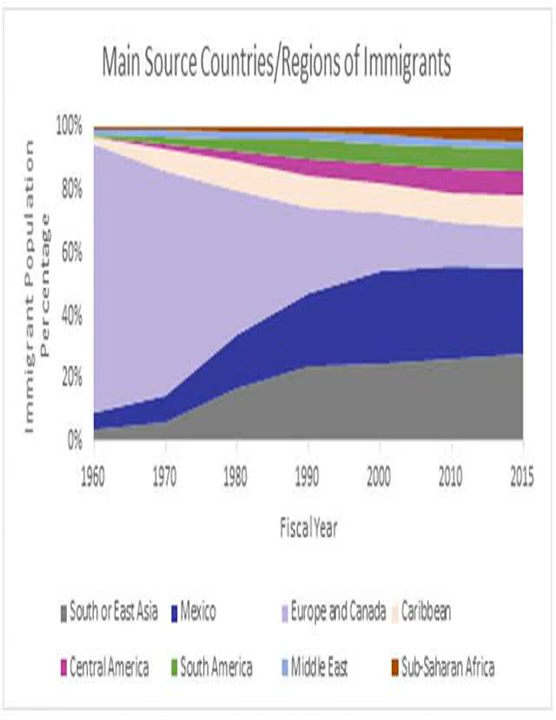 Main Source Countries/Regions of Immigrants
Immigrant Population
Percentage
100%
80%
60%
40%
20%
0%
1960 1970 1980 1990 2000 2010 2015
Fiscal Year
South or East Asia Mexico Europe and Canada Caribbean
Central America South America Middle East Sub-Saharan Africa